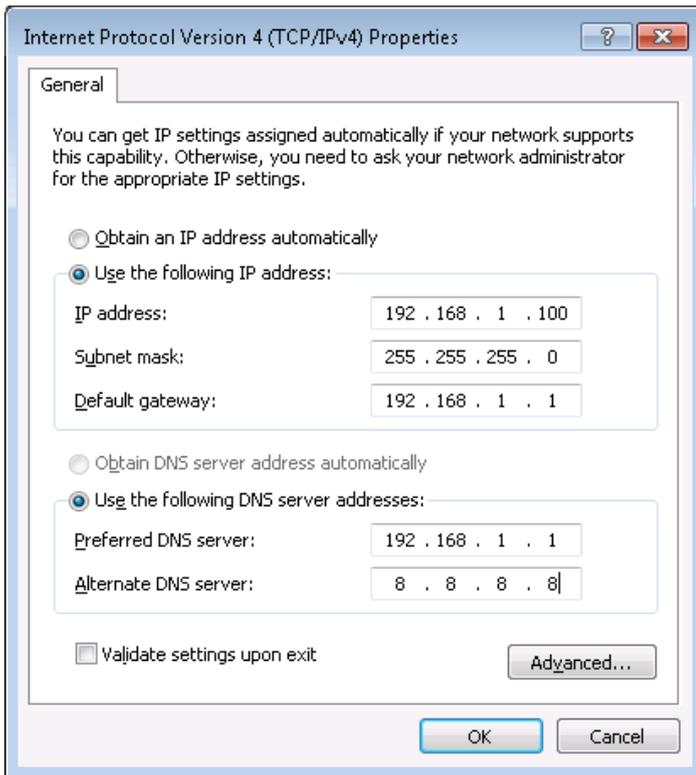 Internet Protocol Version 4 (TCP/IPv4) Properties
General
You can get IP settings assigned automatically if your network supports
this capability. Otherwise, you need to ask your network administrator
for the appropriate IP settings.
Obtain an IP address automatically
Use the following IP address:
IP address: 192 . 168 . 1 . 100
Subnet mask: 255 . 255 . 255 . 0
Default gateway: 192 . 168 . 1 . 1
Obtain DNS server address automatically
Use the following DNS server addresses:
Preferred DNS server: 192 . 168 . 1 . 1
Alternate DNS server: 8 . 8 . 8 . 8
Validate settings upon exit
Advanced...
OK Cancel